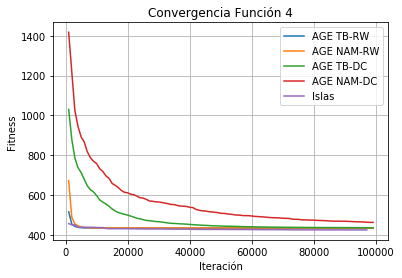 Convergencia Función 4
Fitness
1400
1200
1000
800
600
400
0
20000
40000
60000
80000
100000
Iteración
AGE TB-RW
AGE NAM-RW
AGE TB-DC
AGE NAM-DC
Islas